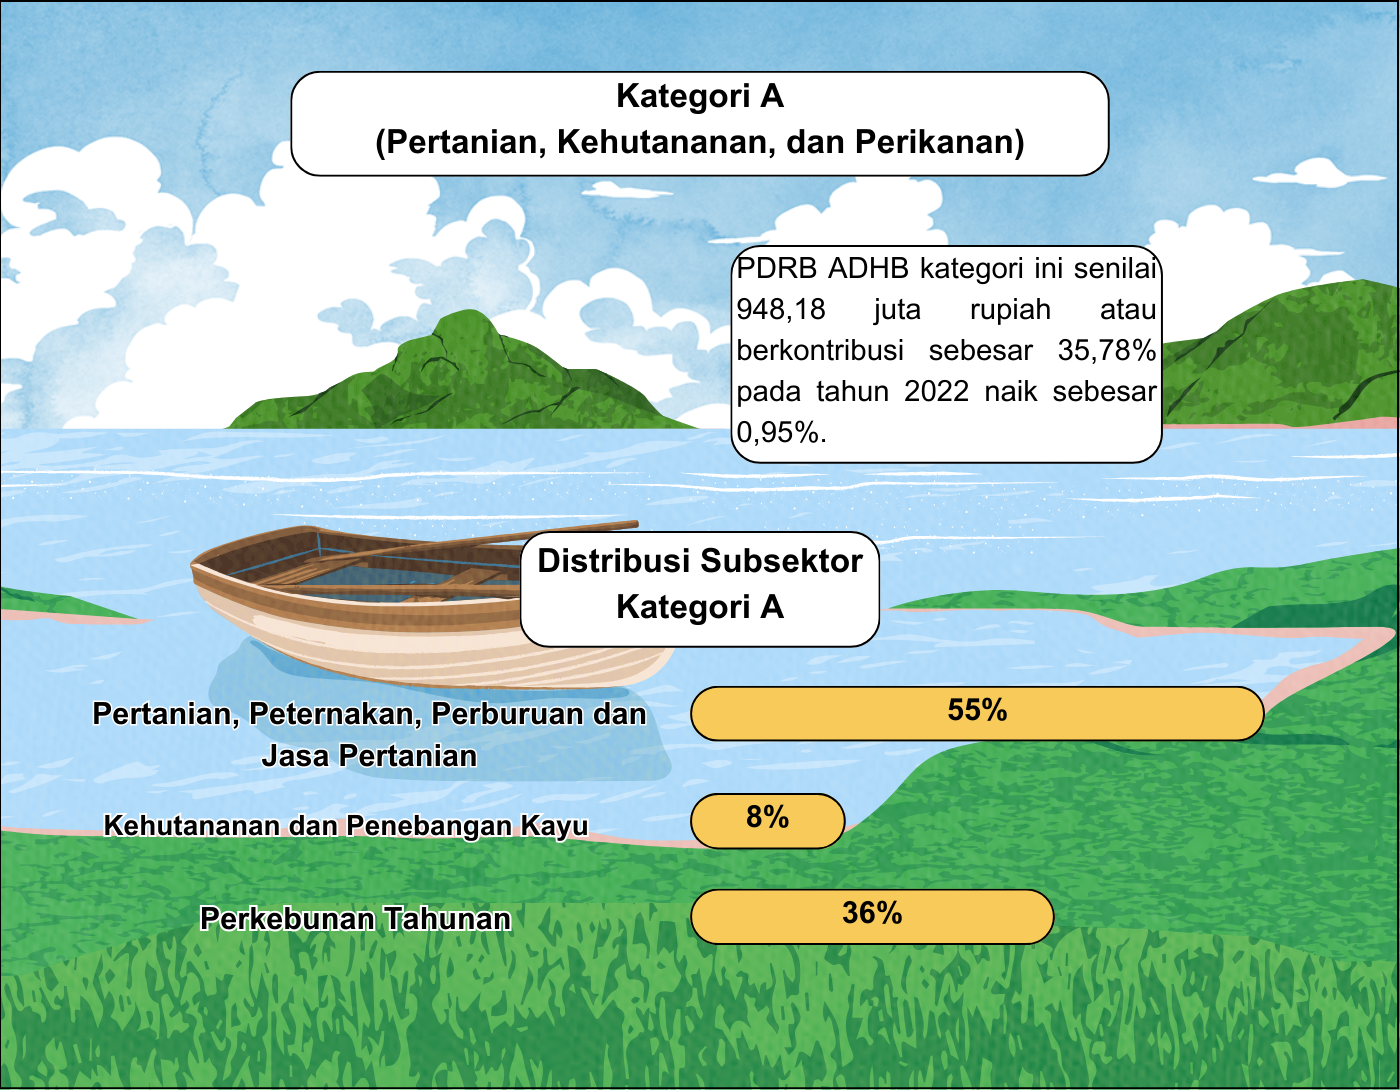 Kategori A
(Pertanian, Kehutananan, dan Perikanan)
PDRB ADHB kategori ini senilai
948,18 juta rupiah atau
berkontribusi sebesar 35,78%
pada tahun 2022 naik sebesar
0,95%.
Distribusi Subsektor
Kategori A
Pertanian, Peternakan, Perburuan dan
Jasa Pertanian
55%
Kehutananan dan Penebangan Kayu
8%
Perkebunan Tahunan
36%